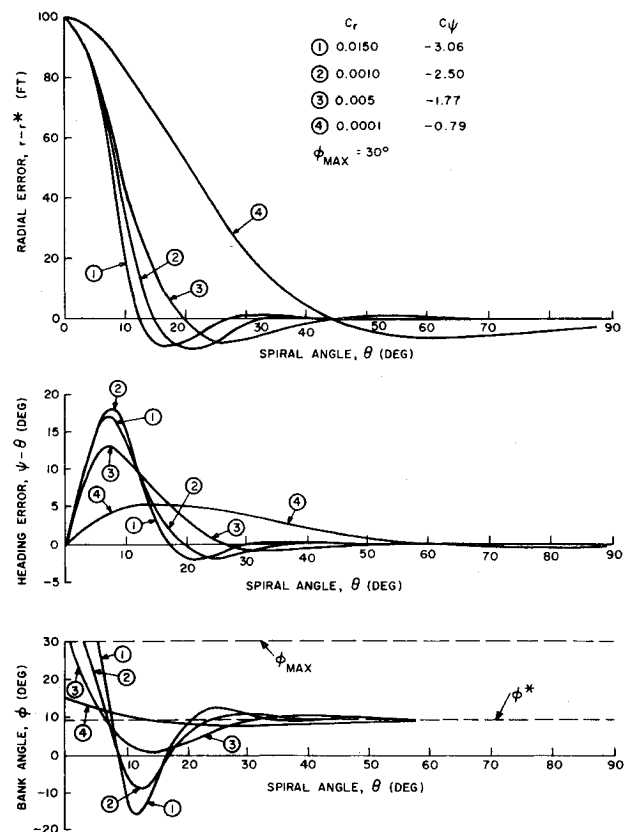 C_r C_ψ
① 0.0150 -3.06
② 0.0010 -2.50
③ 0.005 -1.77
④ 0.0001 -0.79
ϕ_MAX = 30°
RADIAL ERROR, r-r* (FT)
100
80
60
40
20
0
④
①
②
③
0 10 20 30 40 50 60 70 80 90
SPIRAL ANGLE, θ (DEG)
HEADING ERROR, ψ-θ (DEG)
20
15
10
5
0
-5
②
①
③
④
④
②
①
③
10 20 30 40 50 60 70 80 90
SPIRAL ANGLE, θ (DEG)
BANK ANGLE, ϕ (DEG)
30
20
10
0
-10
-20
①
②
③
④
ϕ_MAX
ϕ*
③
②
①
10 20 30 40 50 60 70 80 90
SPIRAL ANGLE, θ (DEG)